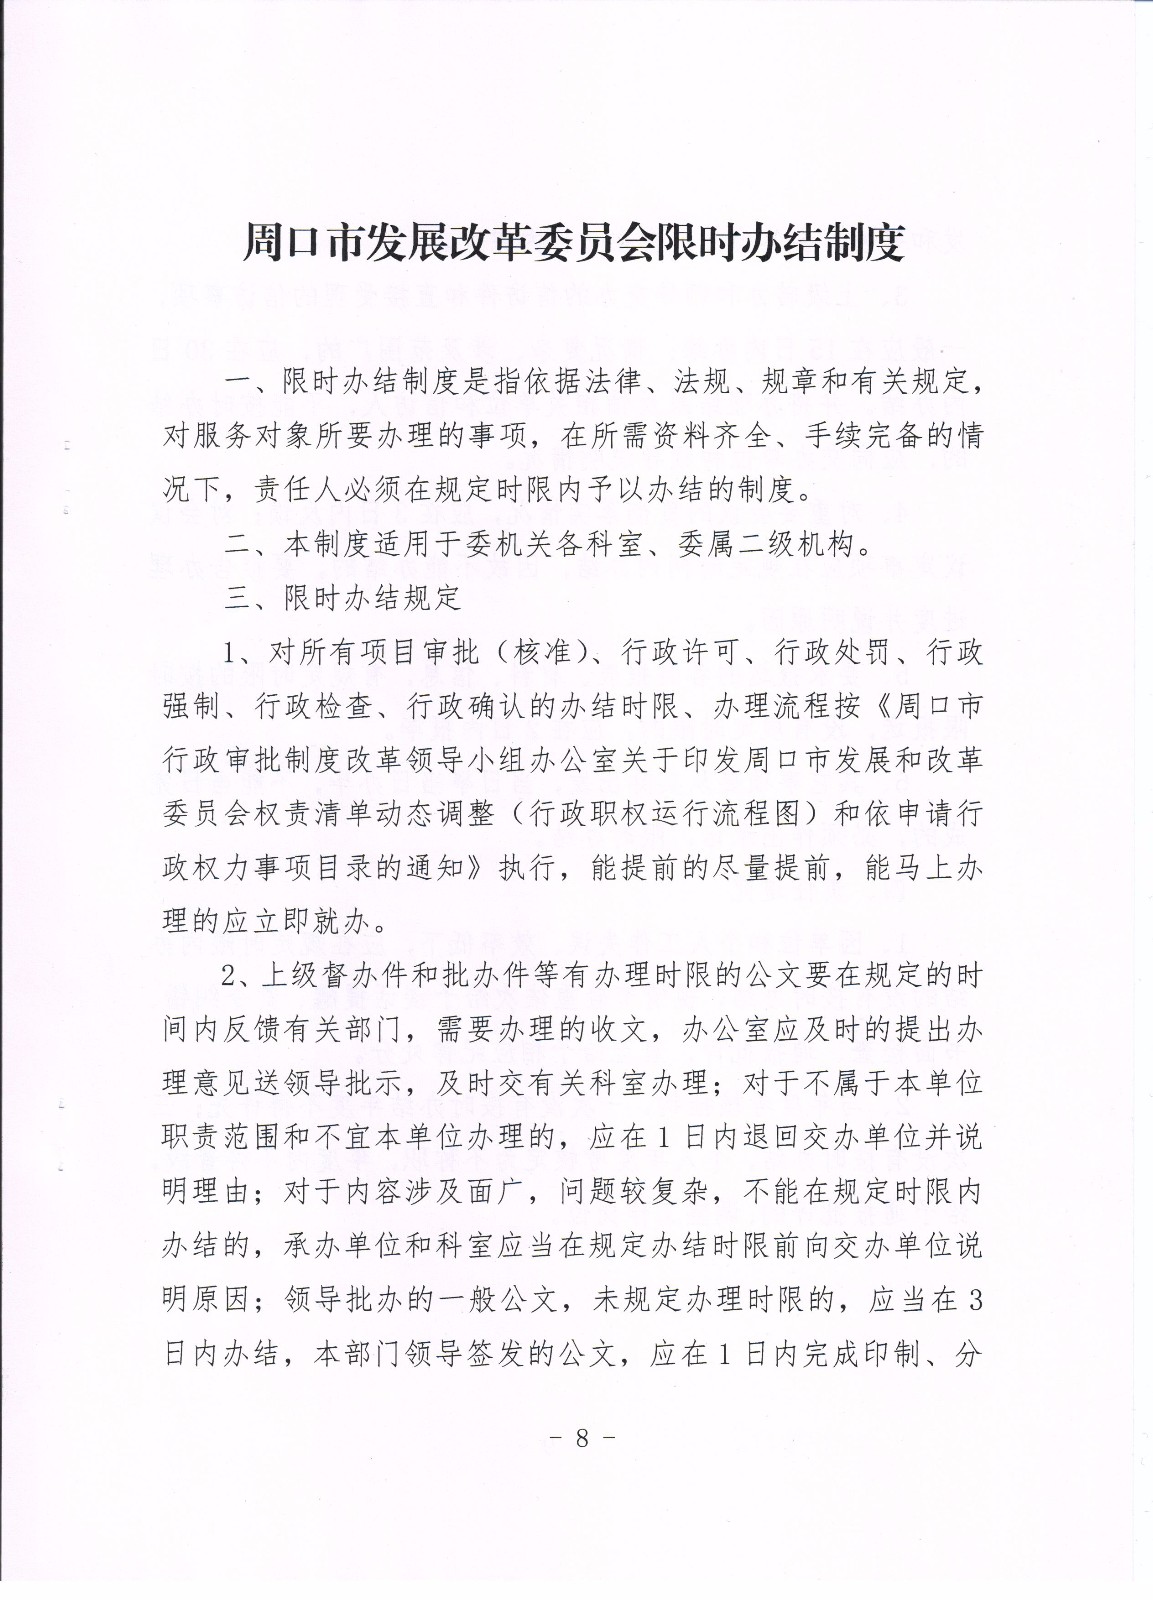 周口市发展改革委员会限时办结制度
一、限时办结制度是指依据法律、法规、规章和有关规定，
对服务对象所要办理的事项，在所需资料齐全、手续完备的情
况下，责任人必须在规定时限内予以办结的制度。
二、本制度适用于委机关各科室、委属二级机构。
三、限时办结规定
1、对所有项目审批（核准）、行政许可、行政处罚、行政
强制、行政检查、行政确认的办结时限、办理流程按《周口市
行政审批制度改革领导小组办公室关于印发周口市发展和改革
委员会权责清单动态调整（行政职权运行流程图）和依申请行
政权力事项目录的通知》执行，能提前的尽量提前，能马上办
理的应立即就办。
2、上级督办件和批办件等有办理时限的公文要在规定的时
间内反馈有关部门，需要办理的收文，办公室应及时的提出办
理意见送领导批示，及时交有关科室办理；对于不属于本单位
职责范围和不宜本单位办理的，应在1日内退回交办单位并说
明理由；对于内容涉及面广，问题较复杂，不能在规定时限内
办结的，承办单位和科室应当在规定办结时限前向交办单位说
明原因；领导批办的一般公文，未规定办理时限的，应当在3
日内办结，本部门领导签发的公文，应在1日内完成印制、分
- 8 -